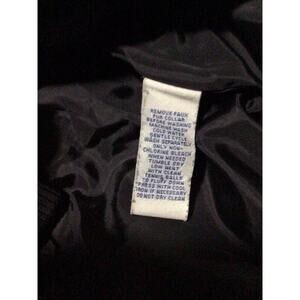 REMOVE FAUX
FUR COLLAR
BEFORE WASHING
MACHINE WASH
COLD WATER
GENTLE CYCLE
WASH SEPARATELY
ONLY NON-
CHLORINE BLEACH
WHEN NEEDED
TUMBLE DRY
LOW HEAT
WITH CLEAN
TENNIS BALLS
TO FLUFF DOWN
PRESS WITH COOL
IRON IF NECESSARY
DO NOT DRY CLEAN